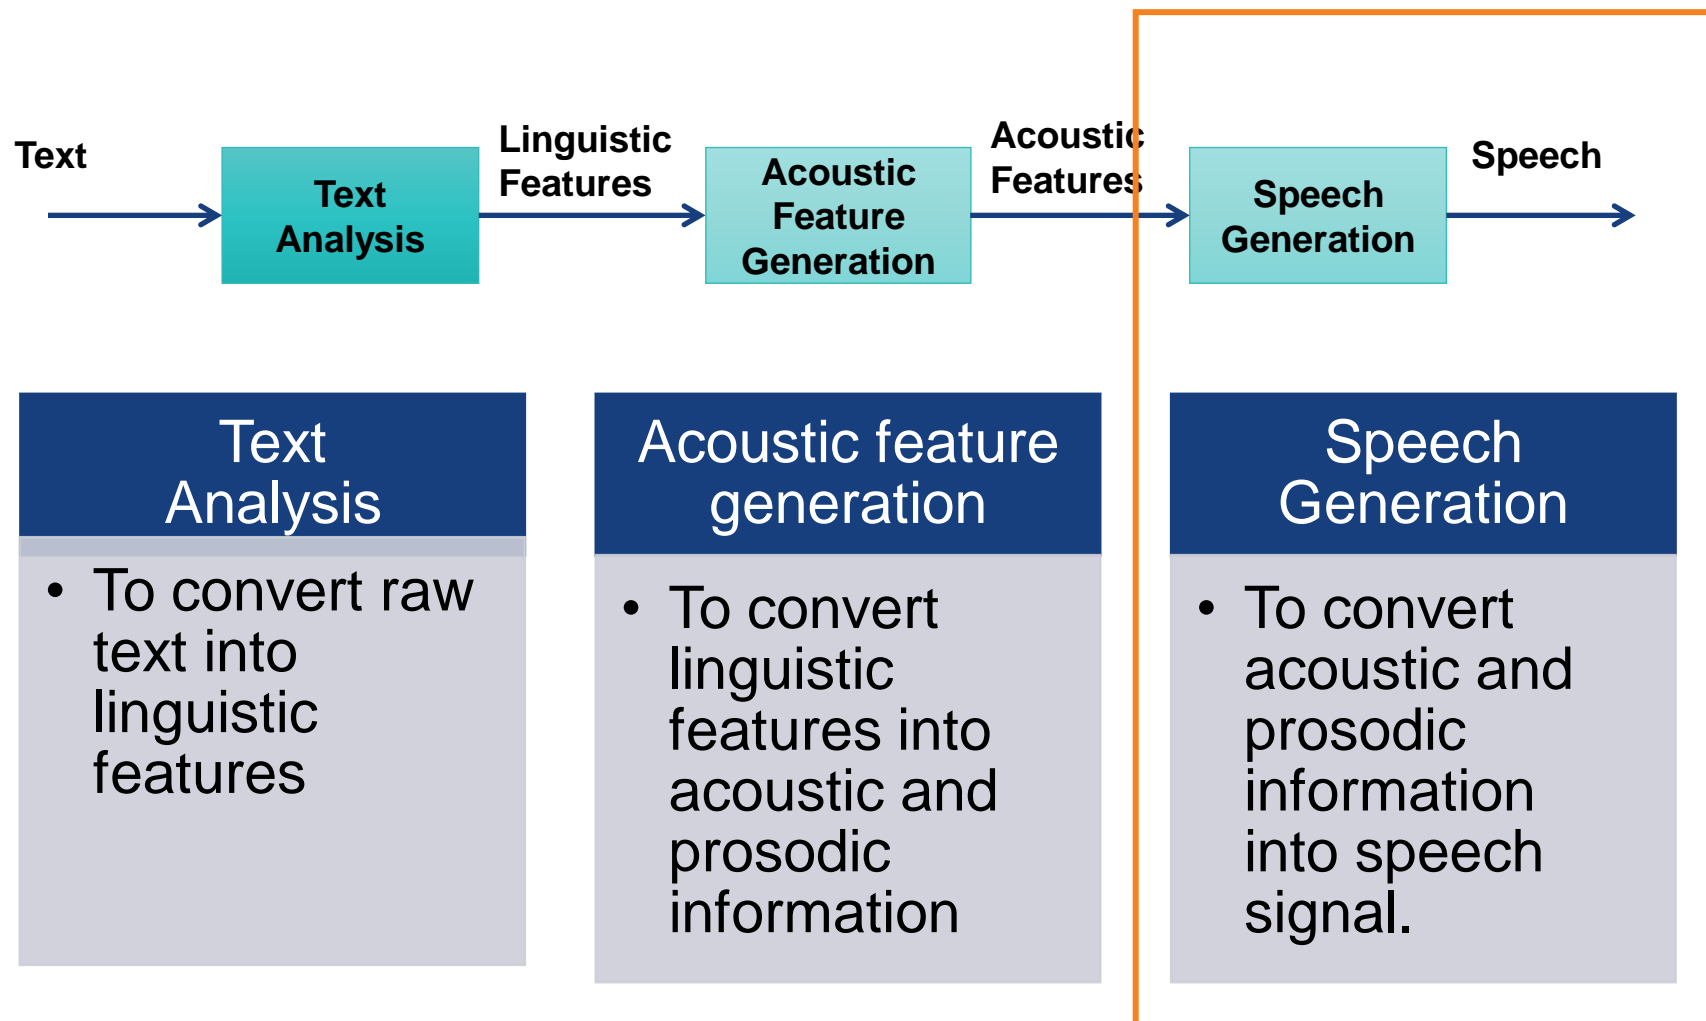 Text
Text
Analysis
Linguistic
Features
Acoustic
Feature
Generation
Acoustic
Features
Speech
Generation
Speech
Text
Analysis
• To convert raw
text into
linguistic
features
Acoustic feature
generation
• To convert
linguistic
features into
acoustic and
prosodic
information
Speech
Generation
• To convert
acoustic and
prosodic
information
into speech
signal.